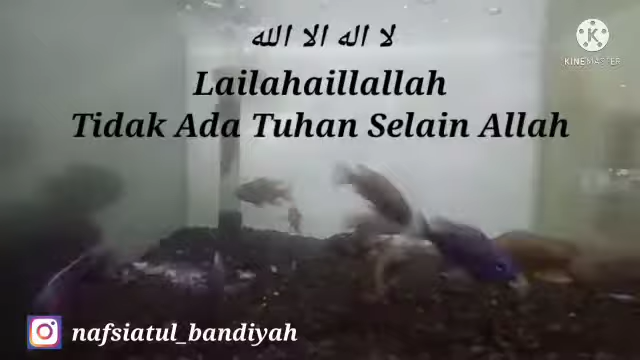 لا اله الا الله
Lailahaillallah
Tidak Ada Tuhan Selain Allah
KINEMASTER
nafsiatul_bandiyah